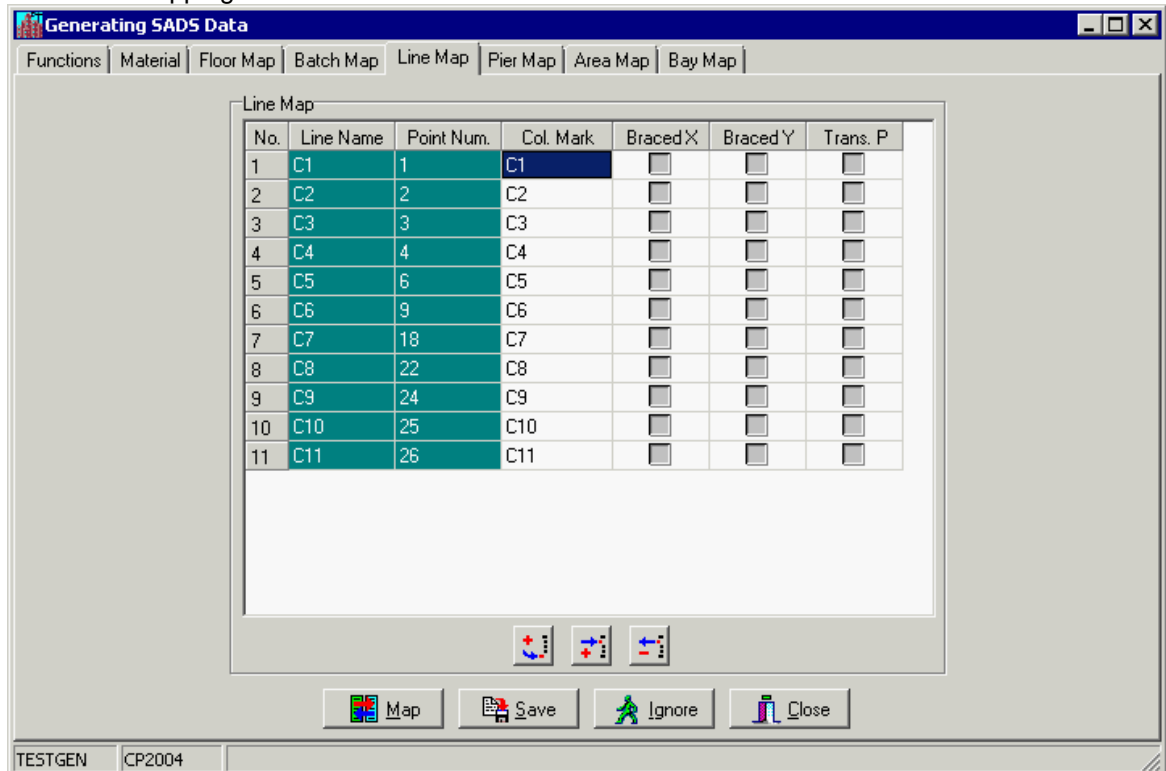 pping
Generating SADS Data
Functions Material Floor Map Batch Map Line Map Pier Map Area Map Bay Map
Line Map
No. Line Name Point Num. Col. Mark Braced X Braced Y Trans. P
1 C1 1 C1
2 C2 2 C2
3 C3 3 C3
4 C4 4 C4
5 C5 6 C5
6 C6 9 C6
7 C7 18 C7
8 C8 22 C8
9 C9 24 C9
10 C10 25 C10
11 C11 26 C11
Map Save Ignore Close
TESTGEN CP2004